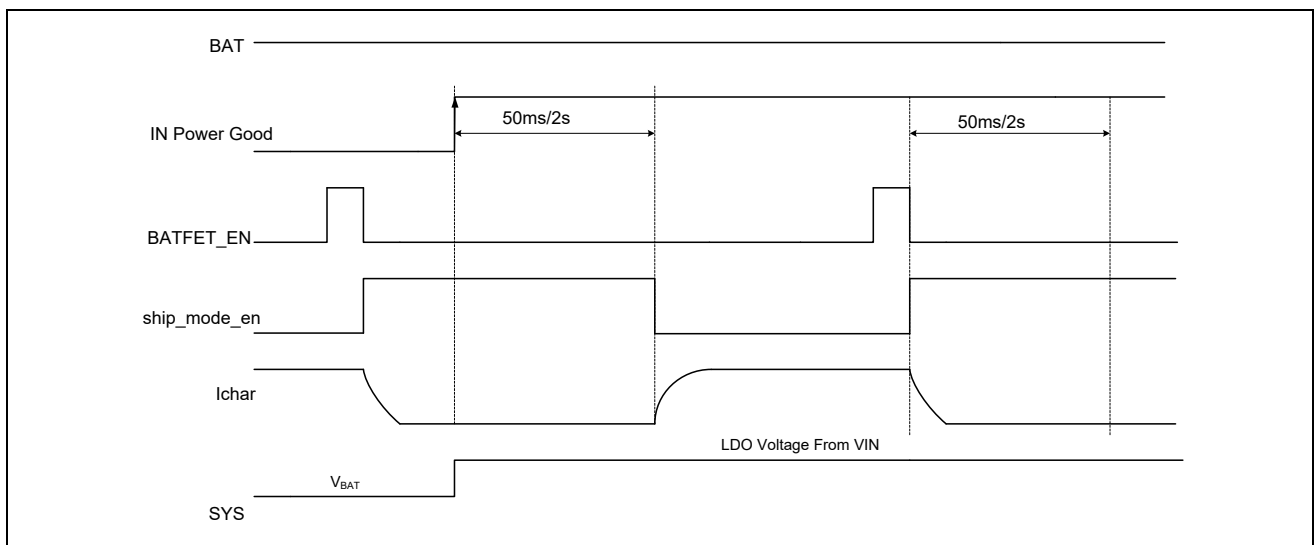 BAT
IN Power Good
50ms/2s
50ms/2s
BATFET_EN
ship_mode_en
Ichar
LDO Voltage From VIN
VBAT
SYS